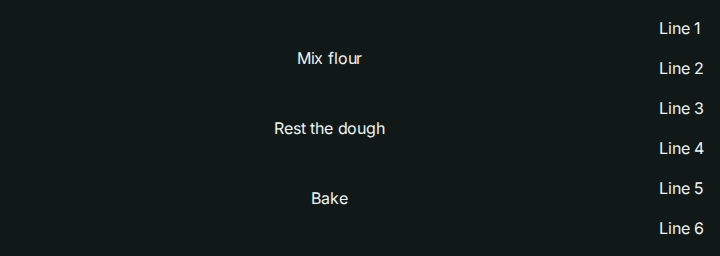 Mix flour
Rest the dough
Bake
Line 1
Line 2
Line 3
Line 4
Line 5
Line 6